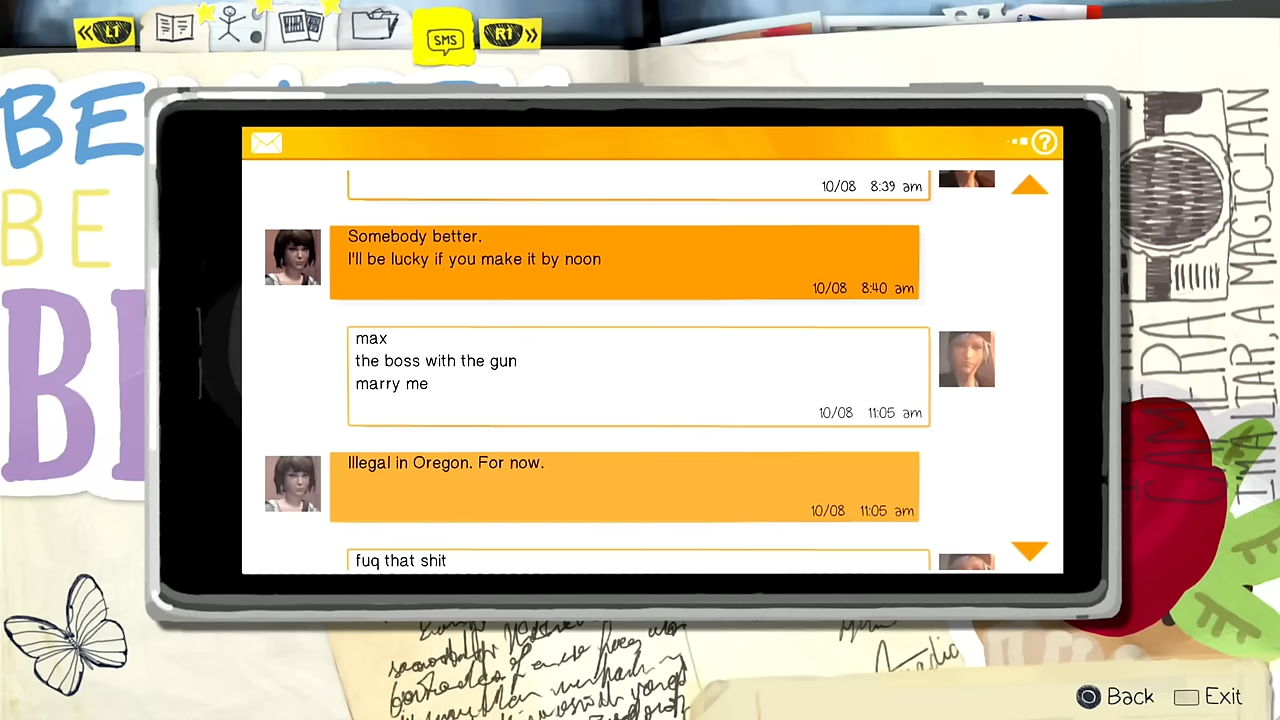 L1
SMS
R1
BE
BE
BE
10/08 8:39 am
Somebody better.
I'll be lucky if you make it by noon
10/08 8:40 am
max
the boss with the gun
marry me
10/08 11:05 am
Illegal in Oregon. For now.
10/08 11:05 am
fuq that shit
CAMERA
I'M A LIAR, A MAGICIAN
Back
Exit